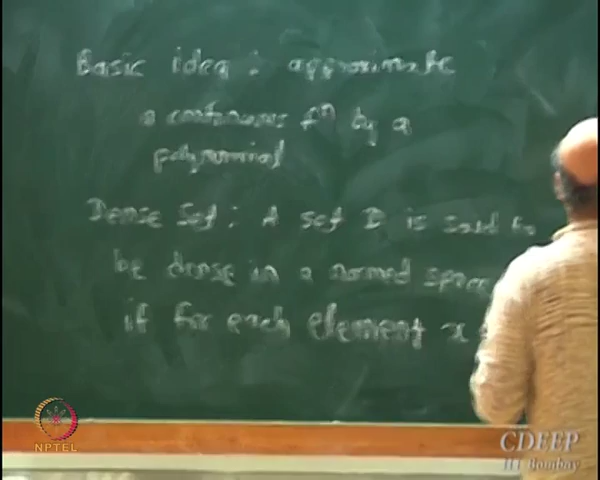 Basic idea : approximate
a continuous fⁿ by a
polynomial
Dense Set : A set D is said to
be dense in a normed space
if for each element x
NPTEL
CDEEP
IIT Bombay